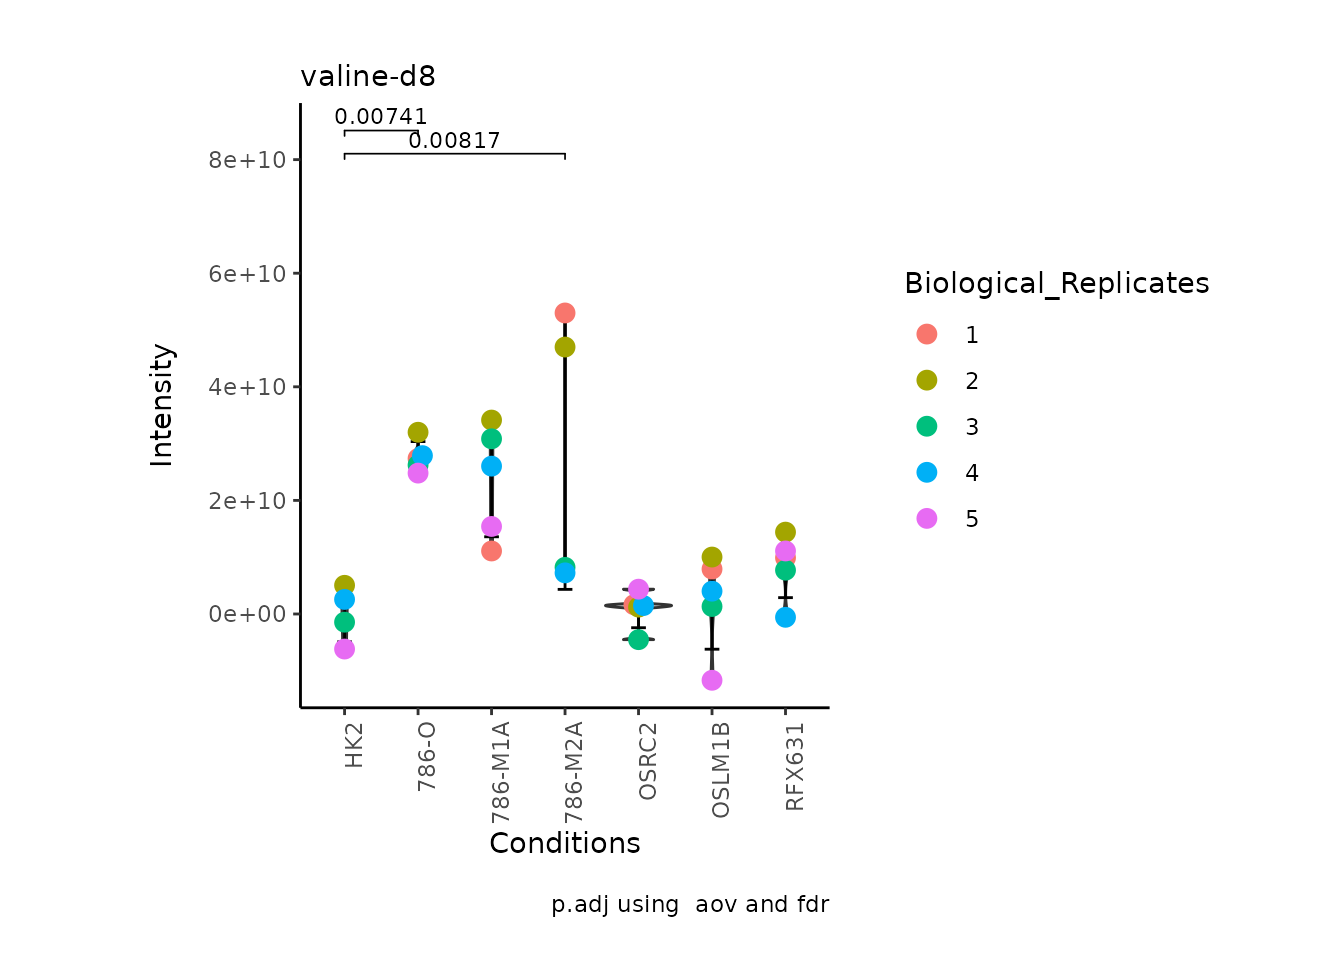 valine-d8
0.00741
0.00817
8e+10
6e+10
4e+10
2e+10
0e+00
Intensity
HK2
786-O
786-M1A
786-M2A
OSRC2
OSLM1B
RFX631
Conditions
Biological_Replicates
1
2
3
4
5
p.adj using  aov and fdr